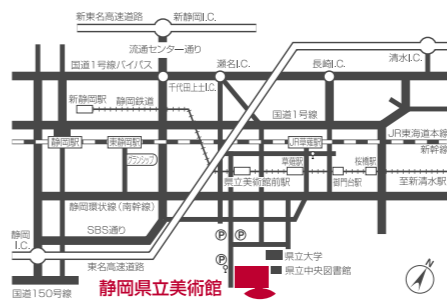 新東名高速道路
新静岡I.C.
流通センター通り
清水I.C.
国道1号線バイパス
瀬名I.C.
長崎I.C.
千代田上土I.C.
新静岡駅
静岡鉄道
国道1号線
JR東海道本線
新幹線
静岡駅
東静岡駅
JR草薙駅
グランシップ
草薙駅
桜橋駅
県立美術館前駅
御門台駅
至新清水駅
静岡環状線(南幹線)
静岡
I.C.
SBS通り
P
P
P
東名高速道路
県立大学
県立中央図書館
静岡県立美術館
国道150号線
N